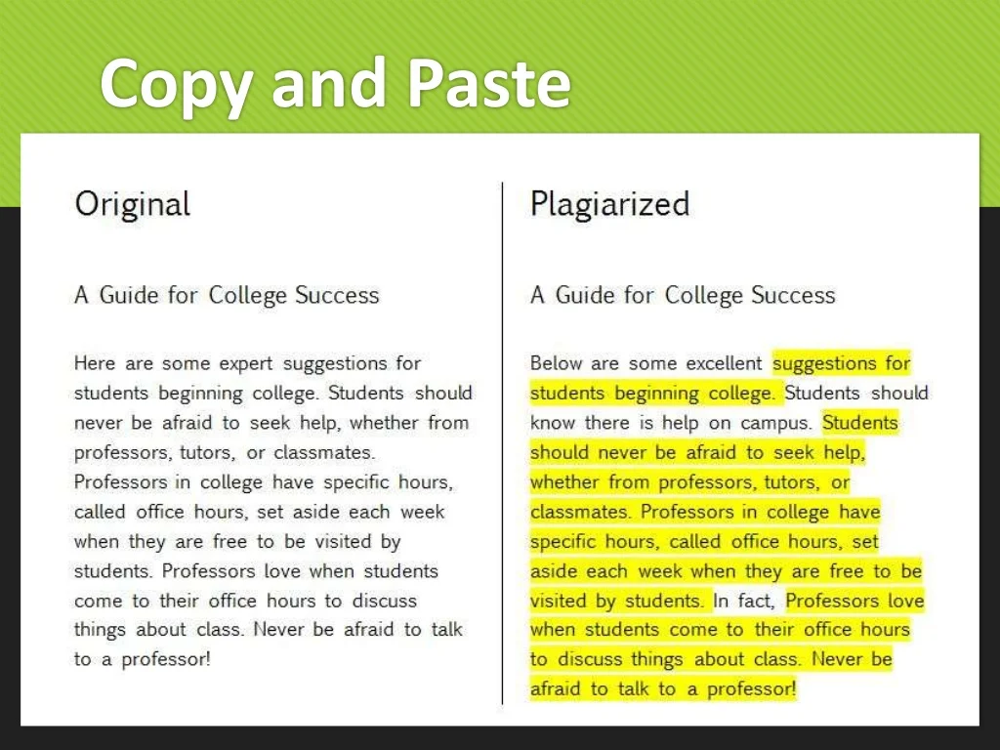 Copy and Paste
Original
A Guide for College Success
Here are some expert suggestions for
students beginning college. Students should
never be afraid to seek help, whether from
professors, tutors, or classmates.
Professors in college have specific hours,
called office hours, set aside each week
when they are free to be visited by
students. Professors love when students
come to their office hours to discuss
things about class. Never be afraid to talk
to a professor!
Plagiarized
A Guide for College Success
Below are some excellent suggestions for
students beginning college. Students should
know there is help on campus. Students
should never be afraid to seek help,
whether from professors, tutors, or
classmates. Professors in college have
specific hours, called office hours, set
aside each week when they are free to be
visited by students. In fact, Professors love
when students come to their office hours
to discuss things about class. Never be
afraid to talk to a professor!